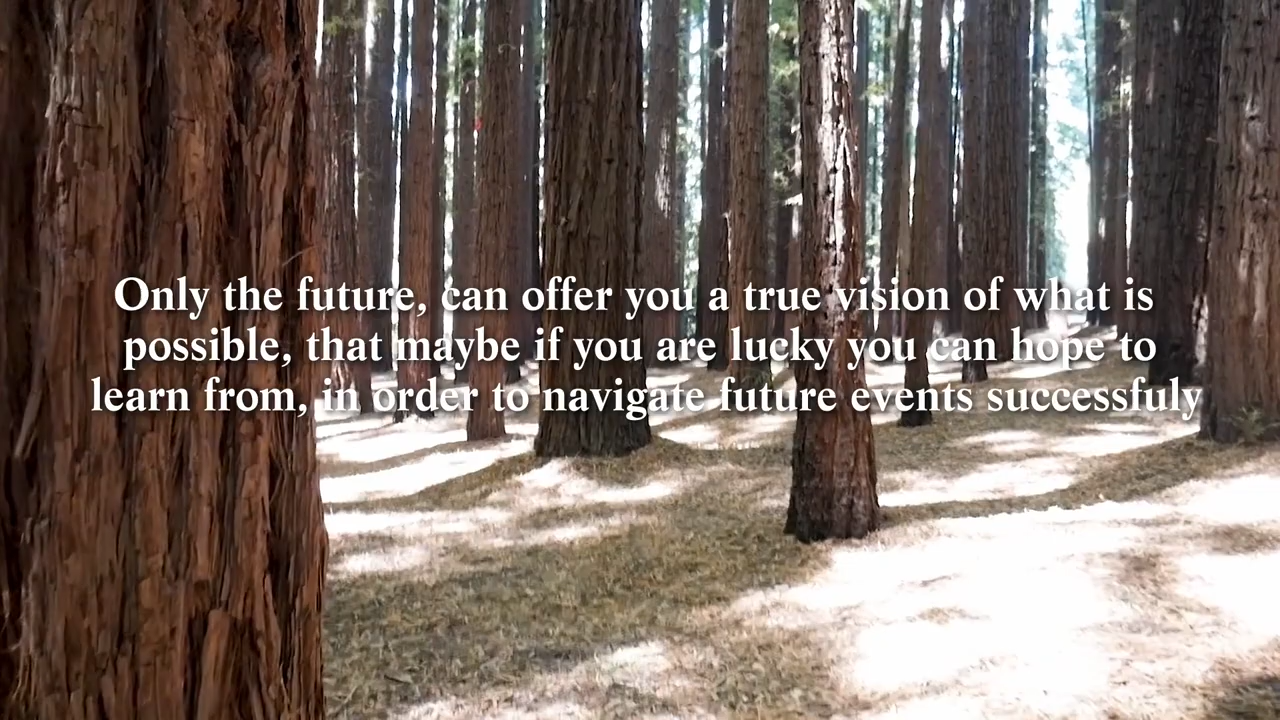 Only the future, can offer you a true vision of what is
possible, that maybe if you are lucky you can hope to
learn from, in order to navigate future events successfuly